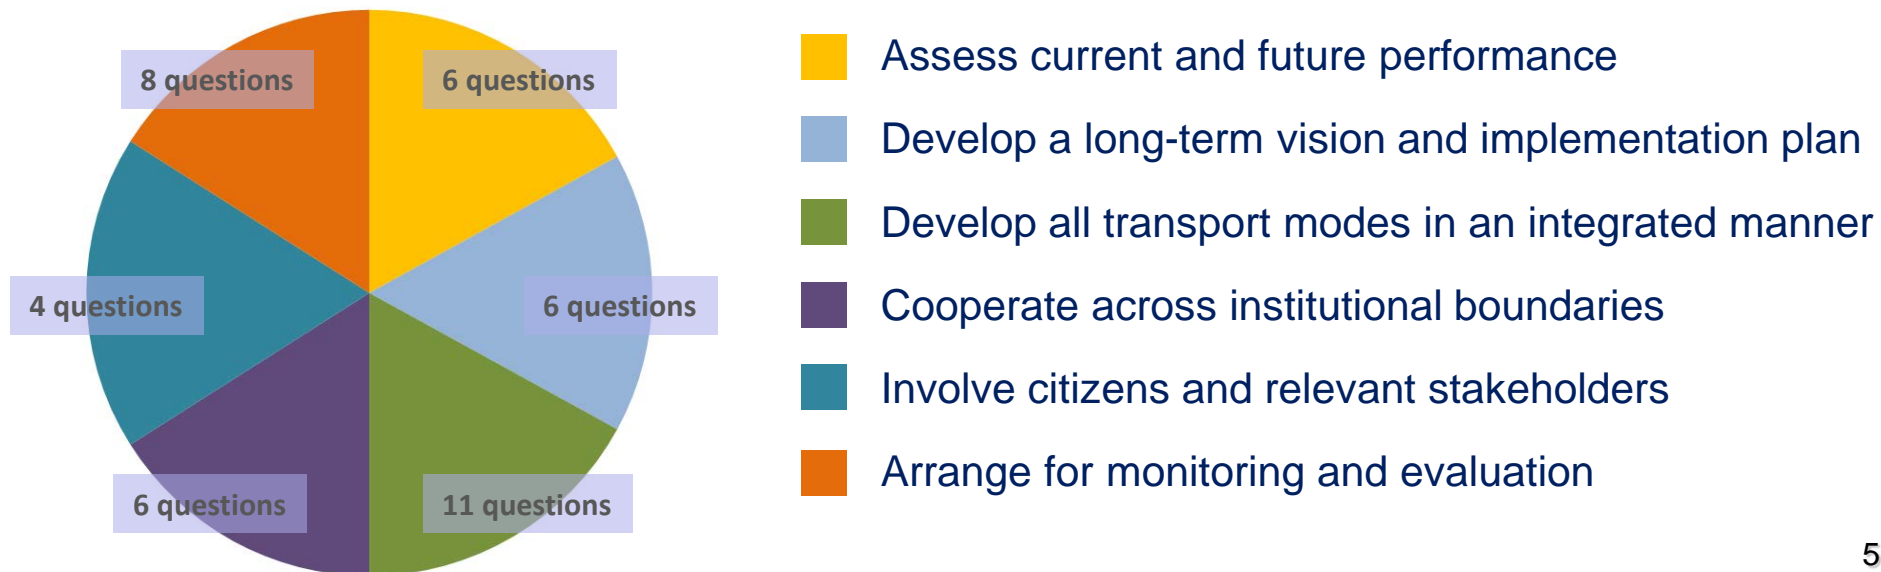 8 questions
6 questions
4 questions
6 questions
6 questions
11 questions
Assess current and future performance
Develop a long-term vision and implementation plan
Develop all transport modes in an integrated manner
Cooperate across institutional boundaries
Involve citizens and relevant stakeholders
Arrange for monitoring and evaluation
5